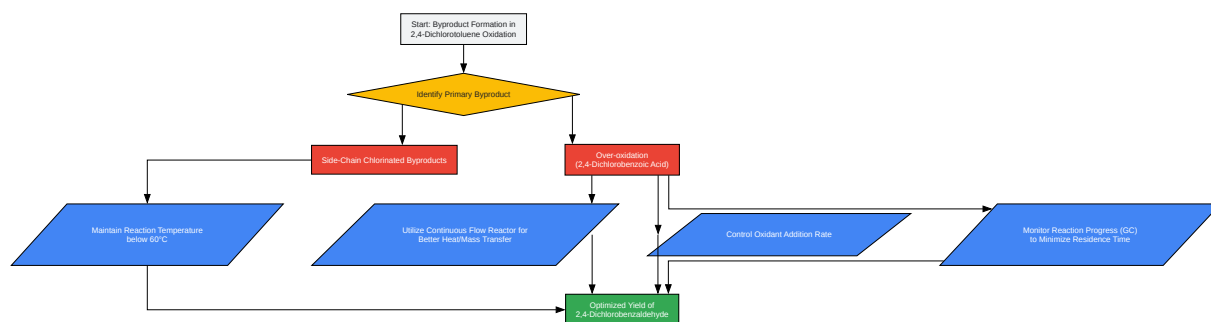 Start: Byproduct Formation in
2,4-Dichlorotoluene Oxidation
Identify Primary Byproduct
Side-Chain Chlorinated Byproducts
Over-oxidation
(2,4-Dichlorobenzoic Acid)
Maintain Reaction Temperature
below 60°C
Utilize Continuous Flow Reactor for
Better Heat/Mass Transfer
Control Oxidant Addition Rate
Monitor Reaction Progress (GC)
to Minimize Residence Time
Optimized Yield of
2,4-Dichlorobenzaldehyde